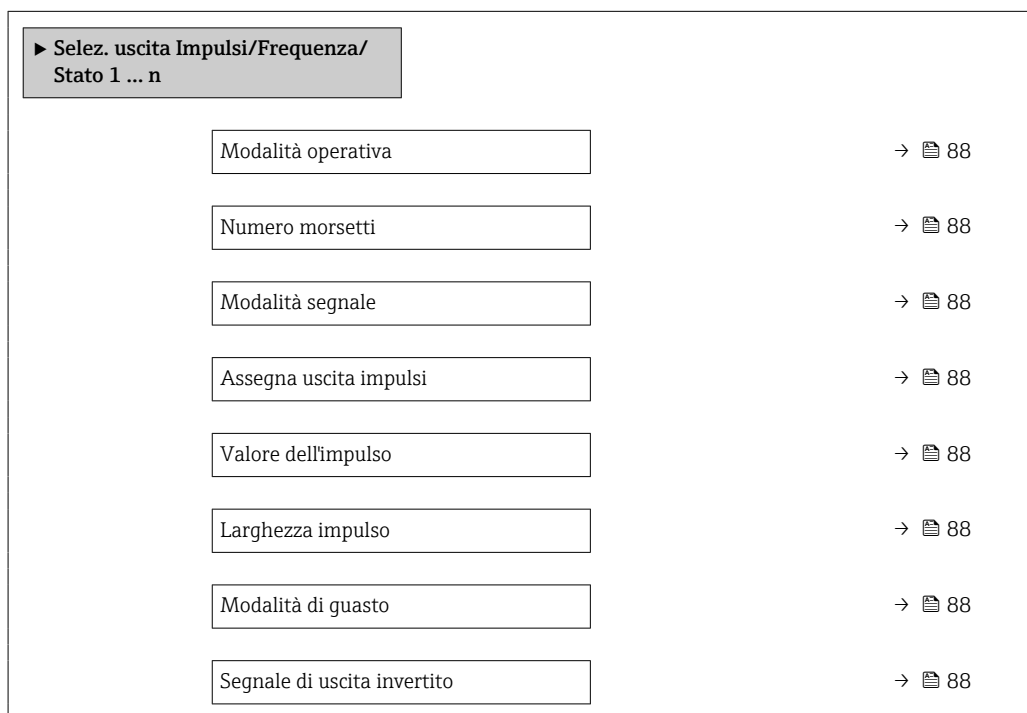 ▶ Selez. uscita Impulsi/Frequenza/
Stato 1 … n
Modalità operativa → 88
Numero morsetti → 88
Modalità segnale → 88
Assegna uscita impulsi → 88
Valore dell'impulso → 88
Larghezza impulso → 88
Modalità di guasto → 88
Segnale di uscita invertito → 88